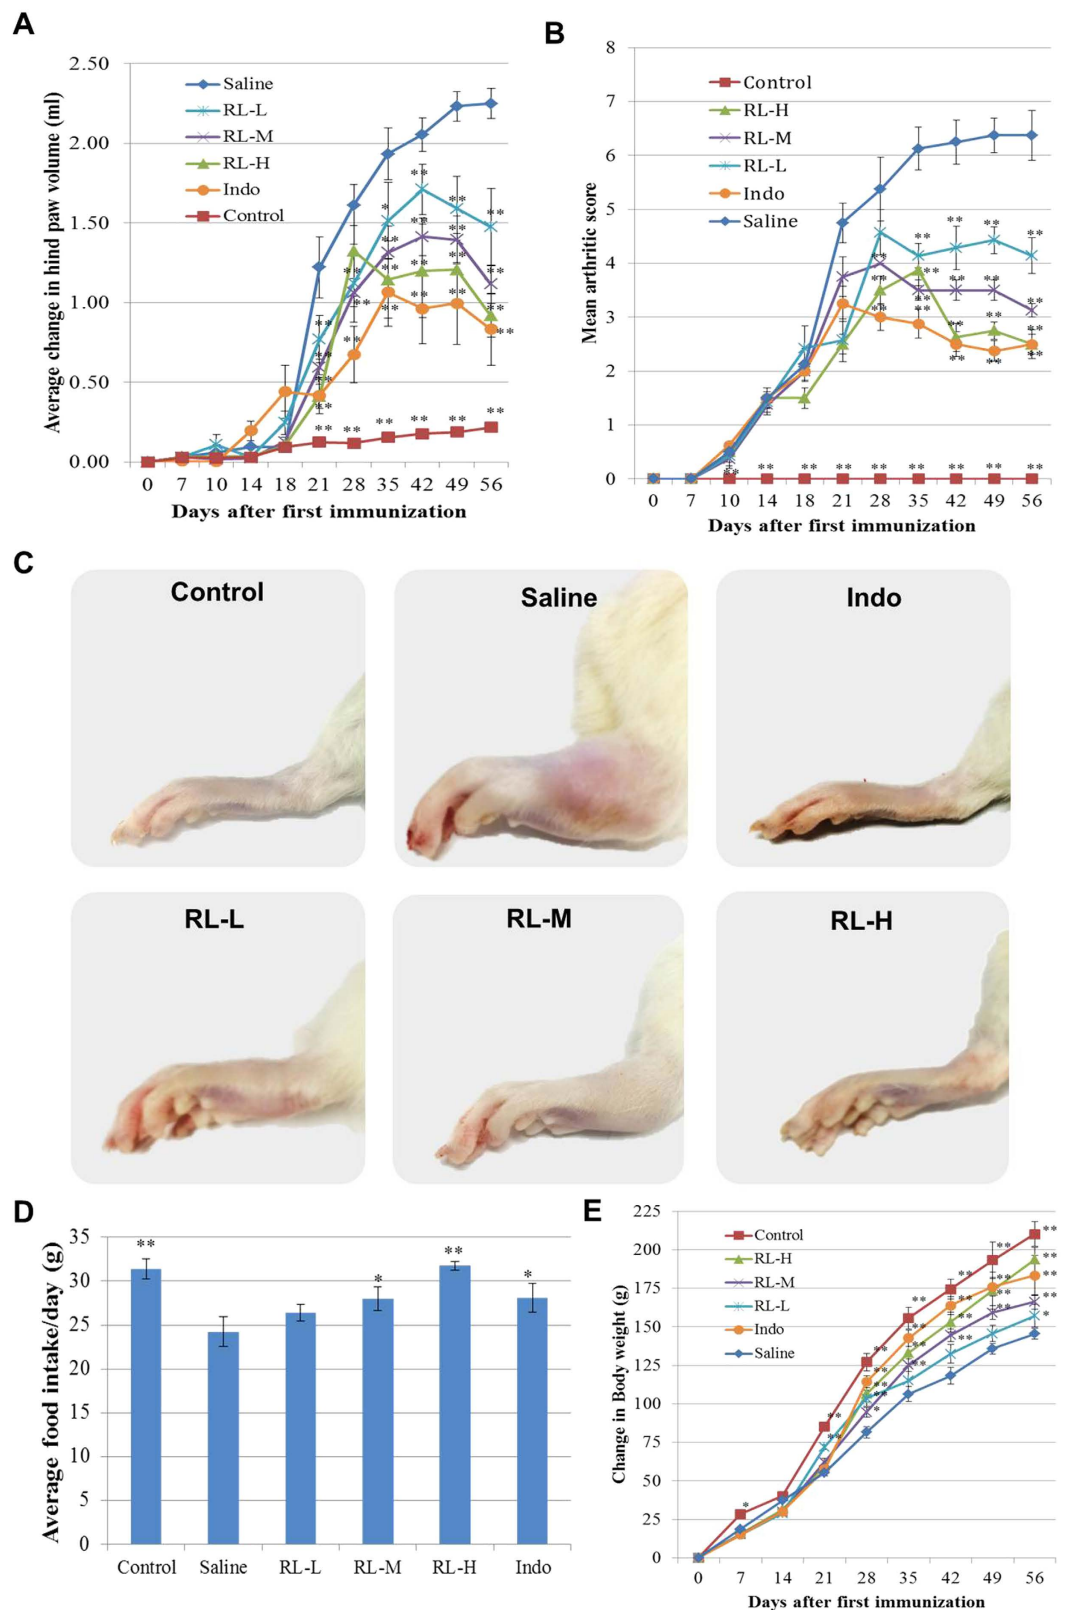 A
Average change in hind paw volume (ml)
2.50
2.00
1.50
1.00
0.50
0.00
Saline
RL-L
RL-M
RL-H
Indo
Control
0 7 10 14 18 21 28 35 42 49 56
Days after first immunization
B
Mean arthritic score
8
7
6
5
4
3
2
1
0
Control
RL-H
RL-M
RL-L
Indo
Saline
0 7 10 14 18 21 28 35 42 49 56
Days after first immunization
C
Control
Saline
Indo
RL-L
RL-M
RL-H
D
Average food intake/day (g)
35
30
25
20
15
10
5
0
** * ** *
Control Saline RL-L RL-M RL-H Indo
E
Change in Body weight (g)
225
200
175
150
125
100
75
50
25
0
Control
RL-H
RL-M
RL-L
Indo
Saline
0 7 14 21 28 35 42 49 56
Days after first immunization